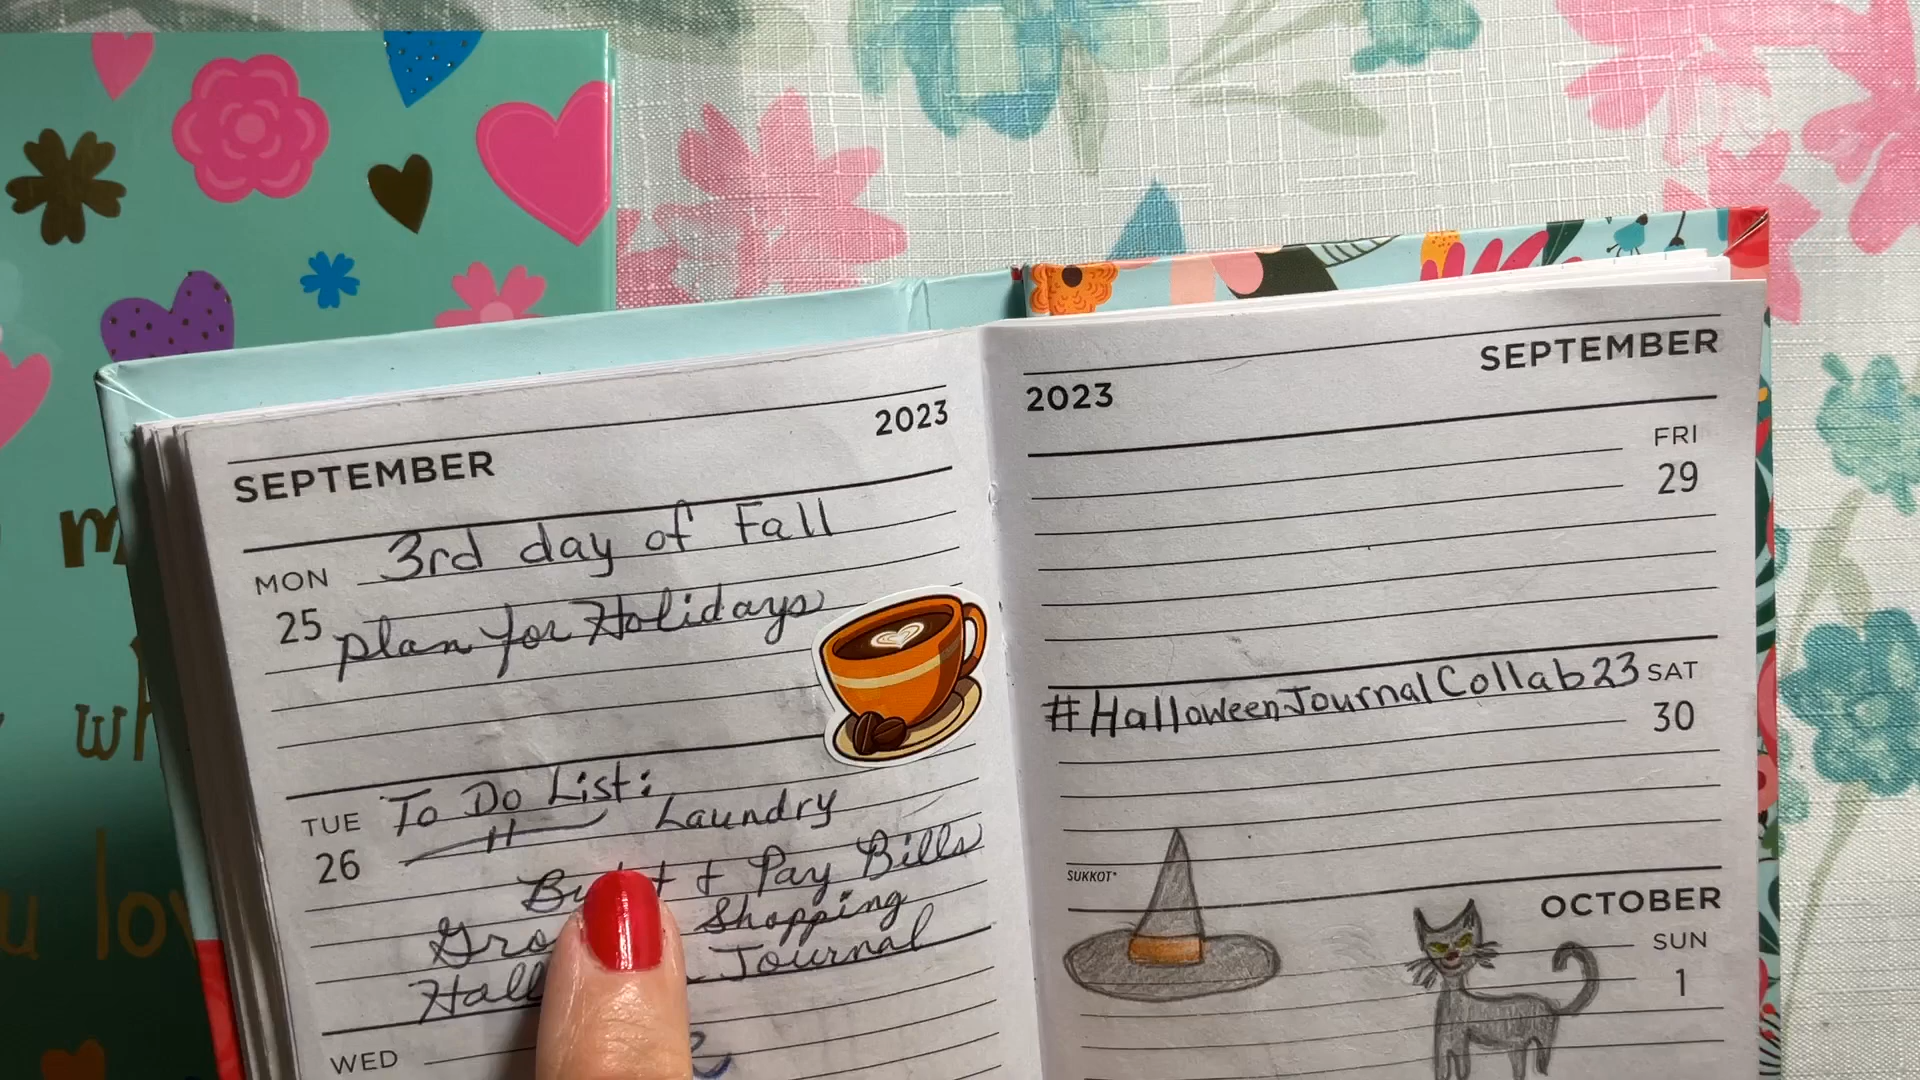 SEPTEMBER 2023
MON 3rd day of Fall
25 plan for Holidays
TUE To Do List:
Laundry
26
& Pay Bills
Shopping
Journal
WED
2023 SEPTEMBER
FRI
29
#HalloweenJournalCollab23 SAT
30
SUKKOT*
OCTOBER
SUN
1